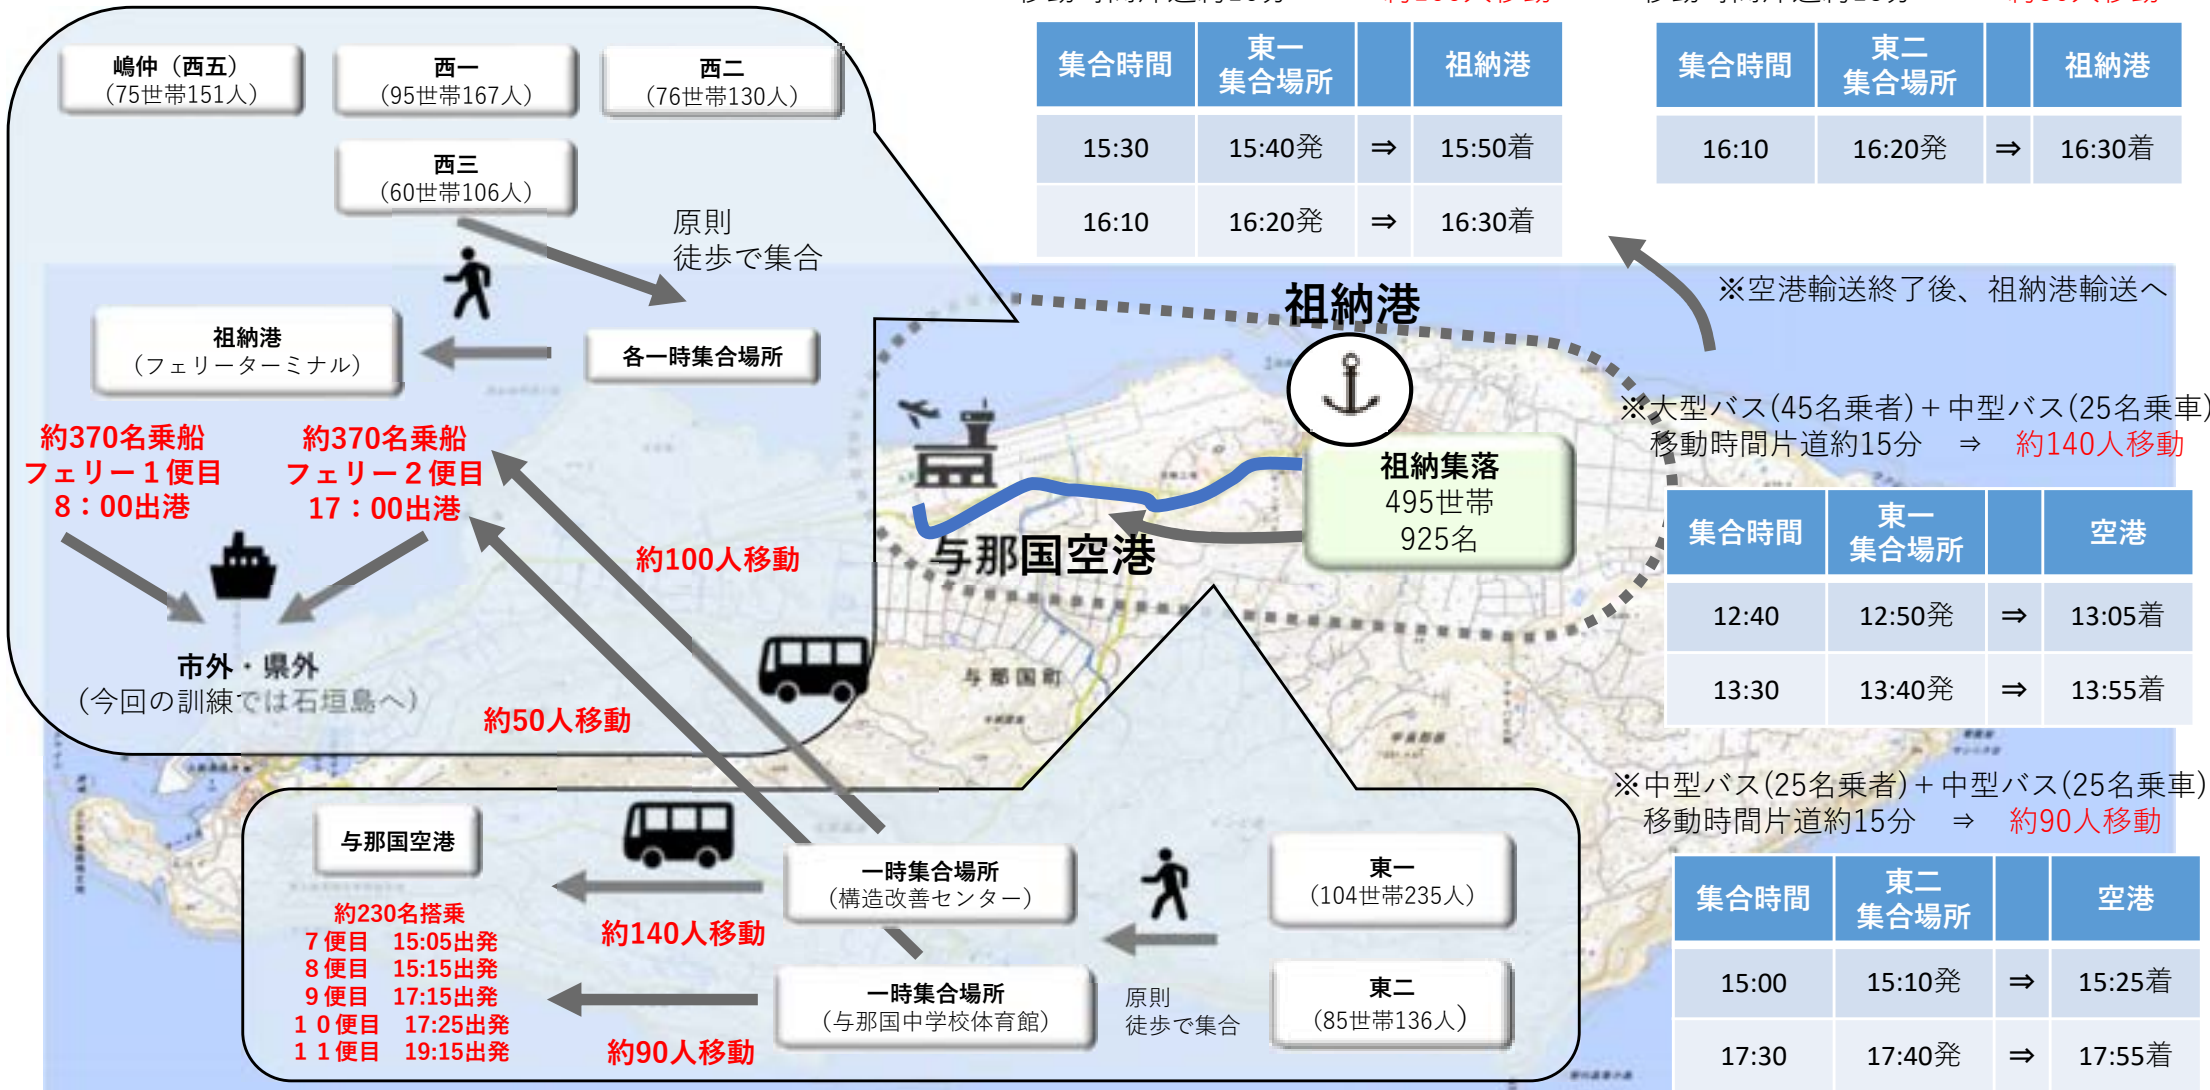 嶋仲（西五）
（75世帯151人）
西一
（95世帯167人）
西二
（76世帯130人）
西三
（60世帯106人）
原則
徒歩で集合
祖納港
（フェリーターミナル）
各一時集合場所
約370名乗船
フェリー１便目
8：00出港
約370名乗船
フェリー２便目
17：00出港
約100人移動
約50人移動
市外・県外
（今回の訓練では石垣島へ）
集合時間 東一集合場所 祖納港
15:30 15:40発 ⇒ 15:50着
16:10 16:20発 ⇒ 16:30着
集合時間 東二集合場所 祖納港
16:10 16:20発 ⇒ 16:30着
※空港輸送終了後、祖納港輸送へ
祖納港
祖納集落
495世帯
925名
与那国空港
与那国町
※大型バス(45名乗者)＋中型バス(25名乗車)
移動時間片道約15分 ⇒ 約140人移動
集合時間 東一集合場所 空港
12:40 12:50発 ⇒ 13:05着
13:30 13:40発 ⇒ 13:55着
※中型バス(25名乗者)＋中型バス(25名乗車)
移動時間片道約15分 ⇒ 約90人移動
集合時間 東二集合場所 空港
15:00 15:10発 ⇒ 15:25着
17:30 17:40発 ⇒ 17:55着
与那国空港
約230名搭乗
７便目 15:05出発
８便目 15:15出発
９便目 17:15出発
１０便目 17:25出発
１１便目 19:15出発
約140人移動
約90人移動
一時集合場所
（構造改善センター）
一時集合場所
（与那国中学校体育館）
原則
徒歩で集合
東一
（104世帯235人）
東二
（85世帯136人）